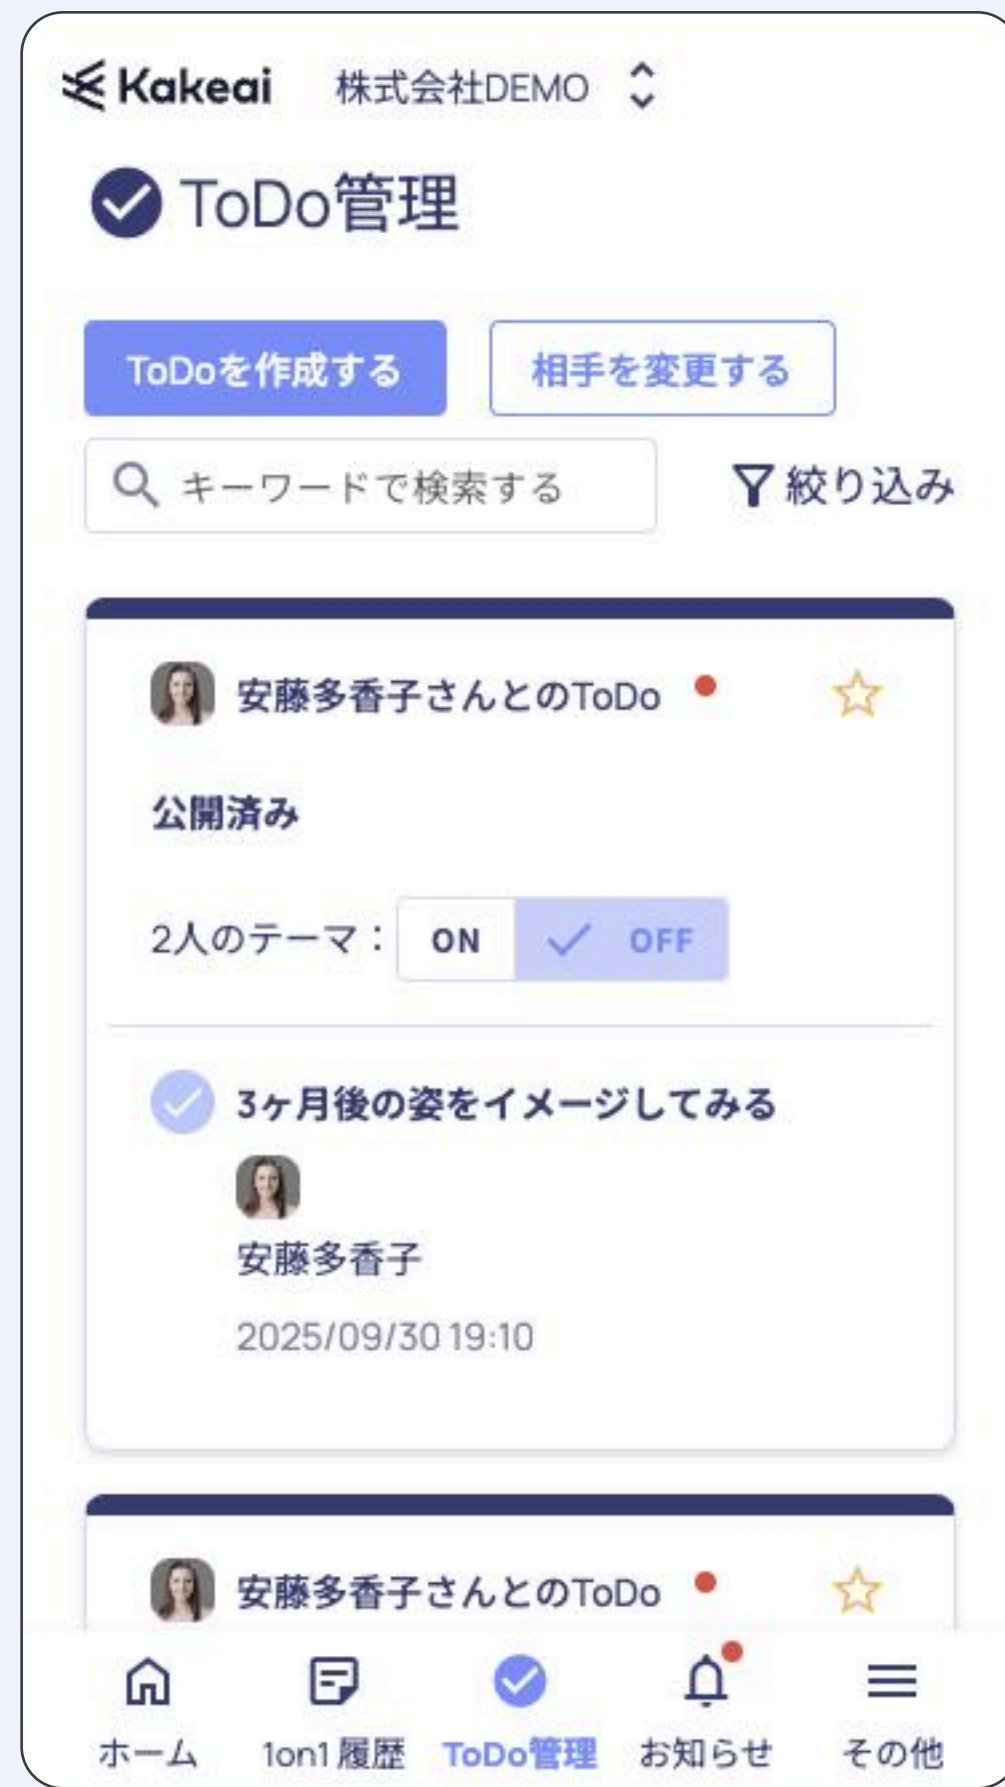 Kakeai 株式会社DEMO
ToDo管理
ToDoを作成する 相手を変更する
キーワードで検索する 絞り込み
安藤多香子さんとのToDo
公開済み
2人のテーマ： ON OFF
3ヶ月後の姿をイメージしてみる
安藤多香子
2025/09/30 19:10
安藤多香子さんとのToDo
ホーム 1on1 履歴 ToDo管理 お知らせ その他